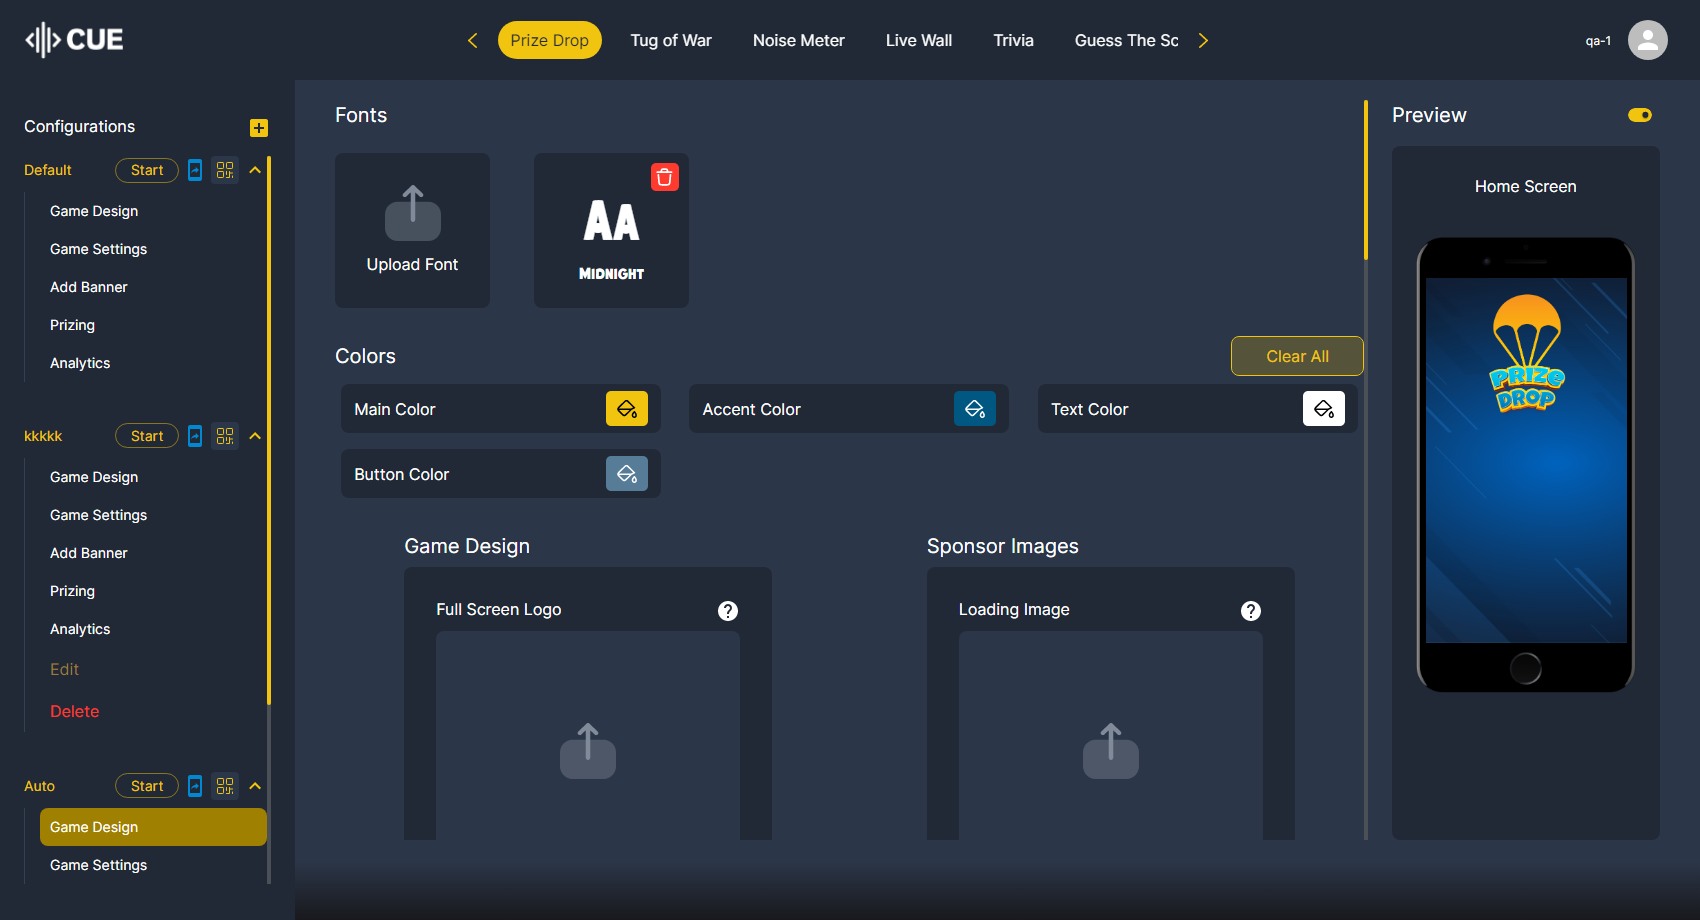 CUE
Prize Drop
Tug of War
Noise Meter
Live Wall
Trivia
Guess The Sc
qa-1
Configurations
Default
Start
Game Design
Game Settings
Add Banner
Prizing
Analytics
kkkkk
Start
Game Design
Game Settings
Add Banner
Prizing
Analytics
Edit
Delete
Auto
Start
Game Design
Game Settings
Fonts
Upload Font
AA
MIDNIGHT
Colors
Clear All
Main Color
Accent Color
Text Color
Button Color
Game Design
Full Screen Logo
?
Sponsor Images
Loading Image
?
Preview
Home Screen
PRIZE
DROP